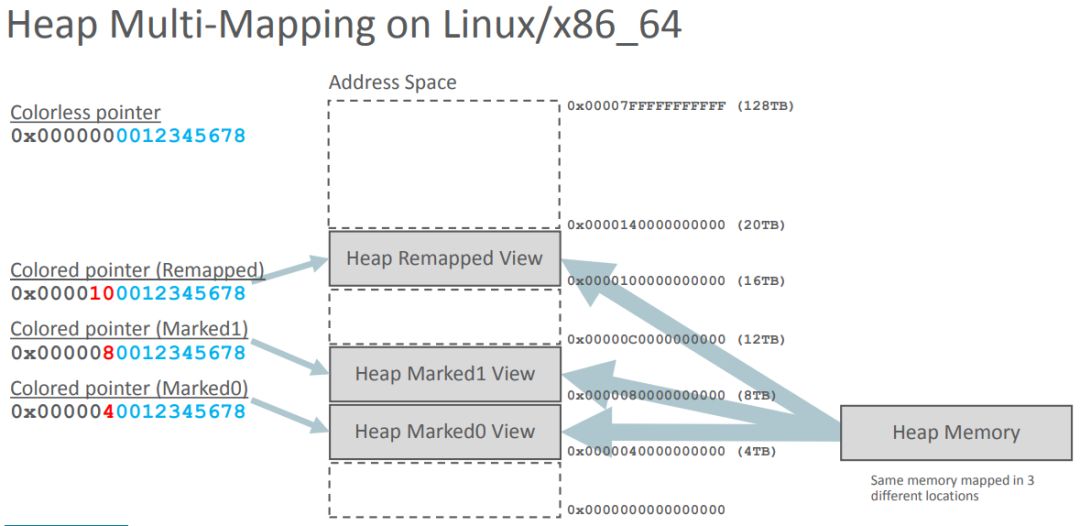 Heap Multi-Mapping on Linux/x86_64
Address Space
Colorless pointer
0x0000000012345678
0x00007FFFFFFFFFFF (128TB)
0x0000140000000000 (20TB)
Heap Remapped View
Colored pointer (Remapped)
0x0000100012345678
0x0000100000000000 (16TB)
Colored pointer (Marked1)
0x0000080012345678
0x00000C0000000000 (12TB)
Heap Marked1 View
Colored pointer (Marked0)
0x0000040012345678
0x0000080000000000 (8TB)
Heap Marked0 View
0x0000040000000000 (4TB)
Heap Memory
Same memory mapped in 3
different locations
0x0000000000000000